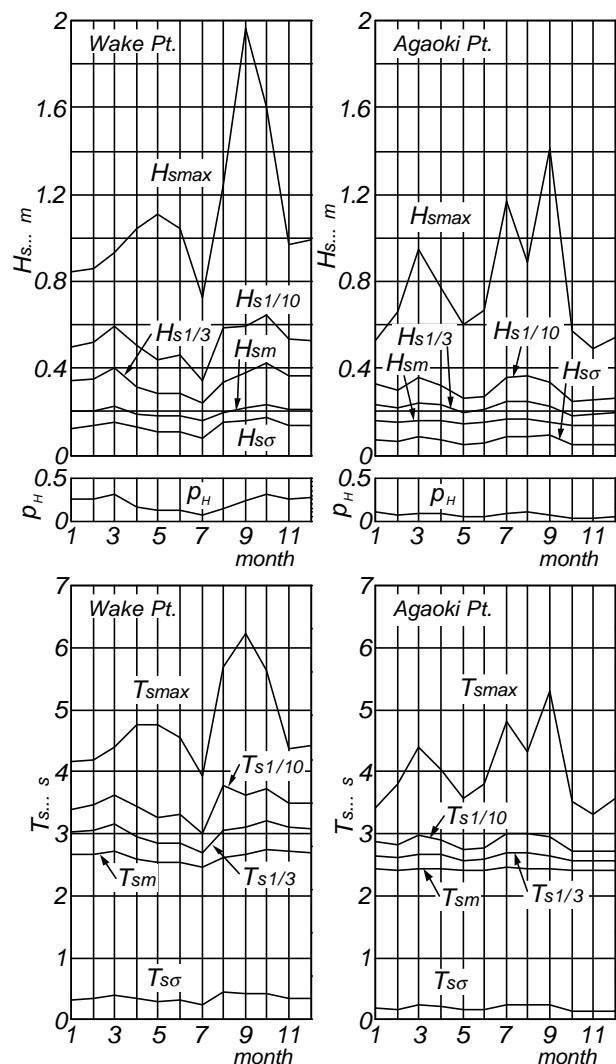 2
Wake Pt.
1.6
1.2
Hsmax
Hs... m
0.8
Hs1/10
Hs1/3
Hsm
0.4
Hsσ
0
0.5
pH
pH
0
1 3 5 7 9 11
month
2
Agaoki Pt.
1.6
1.2
Hsmax
Hs... m
0.8
Hs1/10
Hs1/3
Hsm
0.4
Hsσ
0
0.5
pH
pH
0
1 3 5 7 9 11
month
7
Wake Pt.
6
5
Tsmax
4
Ts... s
Ts1/10
3
Tsm
Ts1/3
2
1
Tsσ
0
1 3 5 7 9 11
month
7
Agaoki Pt.
6
Tsmax
5
4
Ts... s
Ts1/10
3
Tsm
Ts1/3
2
1
Tsσ
0
1 3 5 7 9 11
month